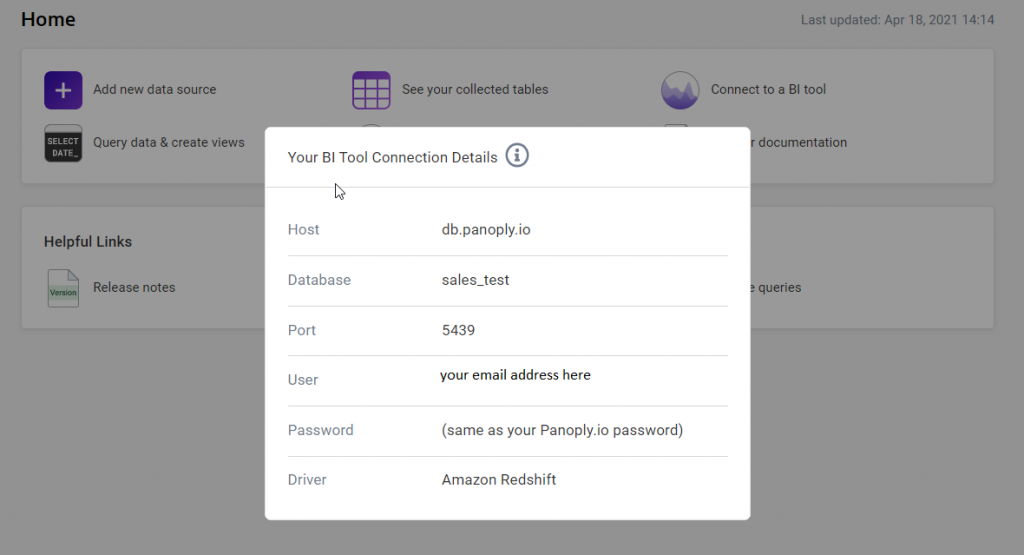 Home
Last updated: Apr 18, 2021 14:14
Add new data source
See your collected tables
Connect to a BI tool
SELECT
DATE_
Query data & create views
documentation
Your BI Tool Connection Details
Host db.panoply.io
Database sales_test
Port 5439
User your email address here
Password (same as your Panoply.io password)
Driver Amazon Redshift
Helpful Links
Version
Release notes
queries